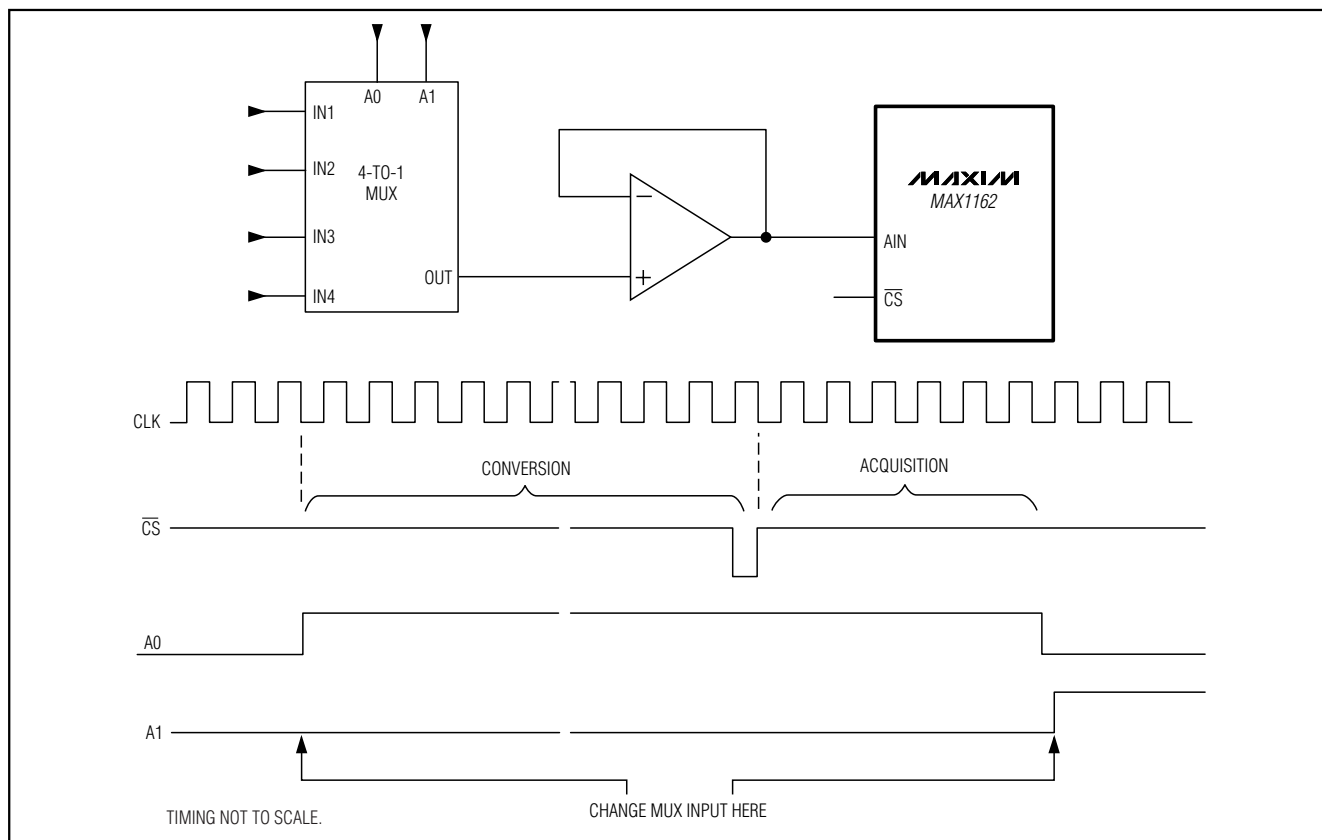 A0 A1
IN1
IN2
4-TO-1
MUX
IN3
OUT
IN4
−
+
MAXIM
MAX1162
AIN
CS
CLK
CONVERSION
ACQUISITION
CS
A0
A1
CHANGE MUX INPUT HERE
TIMING NOT TO SCALE.